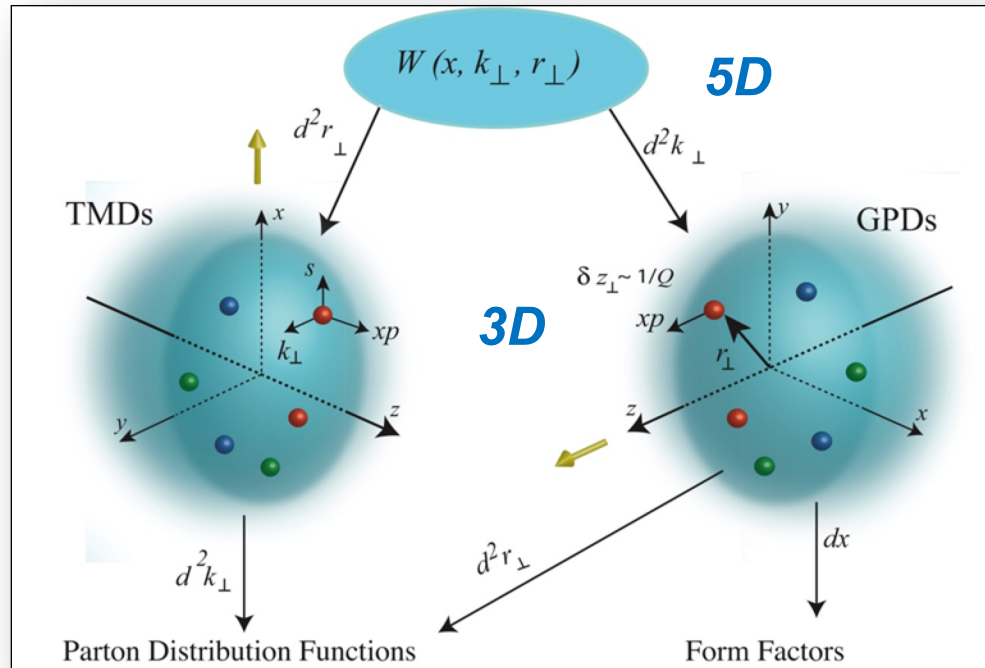 W (x, k⊥, r⊥)
5D
d²r⊥
d²k⊥
TMDs
x
s
k⊥
xp
y
z
3D
GPDs
y
δ z⊥~ 1/Q
xp
r⊥
z
x
d²k⊥
d²r⊥
dx
Parton Distribution Functions
Form Factors